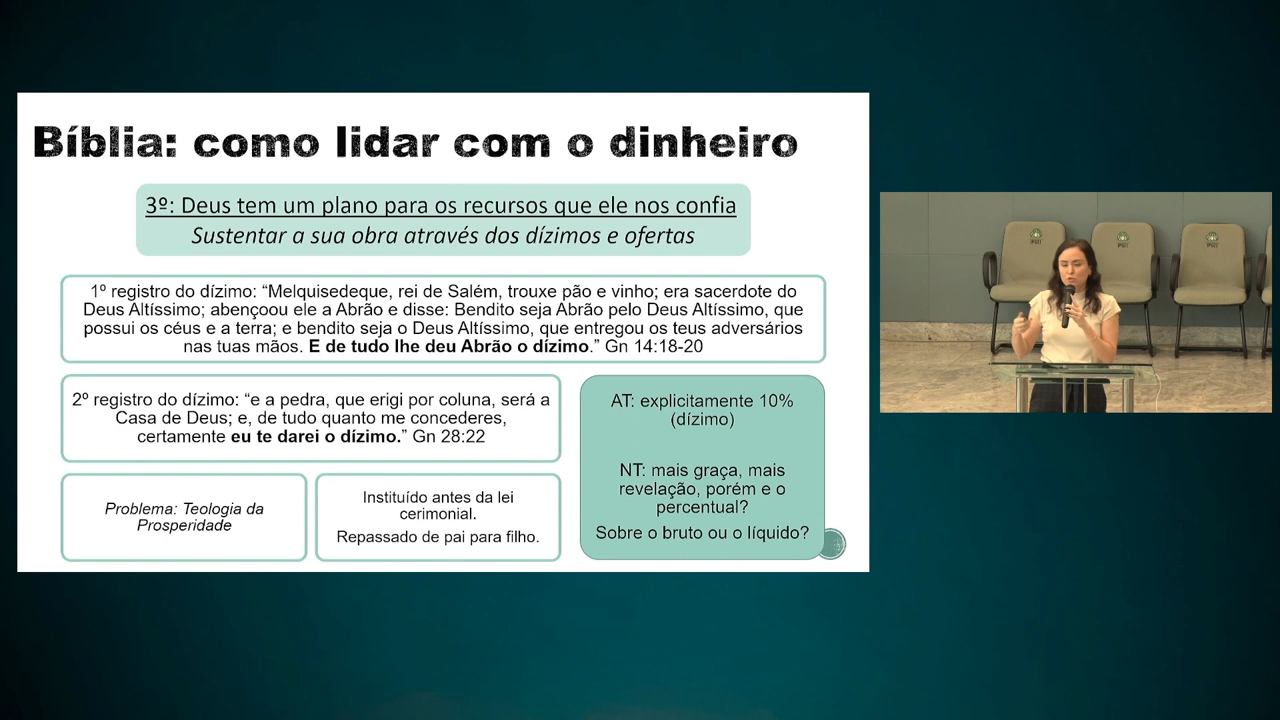 Bíblia: como lidar com o dinheiro
3º: Deus tem um plano para os recursos que ele nos confia
Sustentar a sua obra através dos dízimos e ofertas
1º registro do dízimo: “Melquisedeque, rei de Salém, trouxe pão e vinho; era sacerdote do
Deus Altíssimo; abençoou ele a Abrão e disse: Bendito seja Abrão pelo Deus Altíssimo, que
possui os céus e a terra; e bendito seja o Deus Altíssimo, que entregou os teus adversários
nas tuas mãos. E de tudo lhe deu Abrão o dízimo.” Gn 14:18-20
2º registro do dízimo: “e a pedra, que erigi por coluna, será a
Casa de Deus; e, de tudo quanto me concederes,
certamente eu te darei o dízimo.” Gn 28:22
Problema: Teologia da
Prosperidade
Instituído antes da lei
cerimonial.
Repassado de pai para filho.
AT: explicitamente 10%
(dízimo)
NT: mais graça, mais
revelação, porém e o
percentual?
Sobre o bruto ou o líquido?